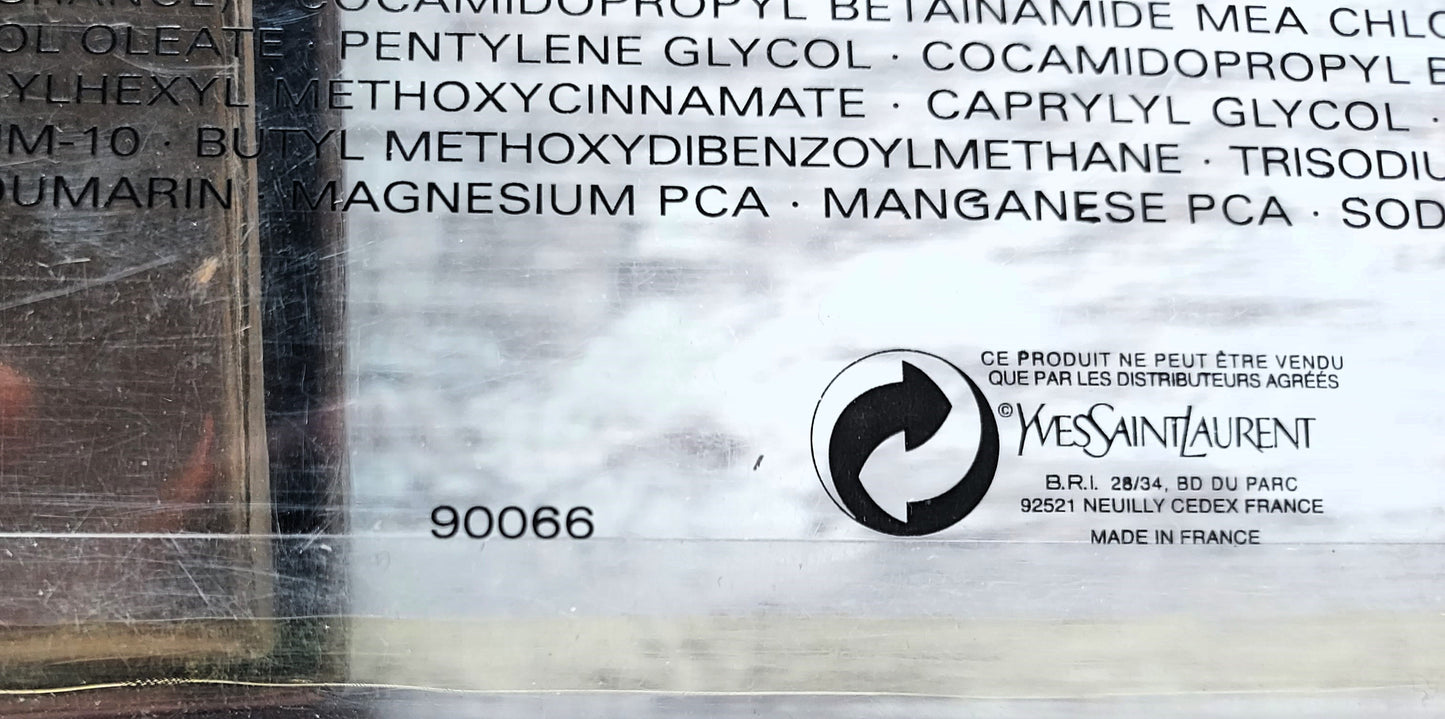 COCAMIDOPROPYL BETAINAMIDE MEA
OLEATE · PENTYLENE GLYCOL · COCAMIDOPROPYL
YLHEXYL METHOXYCINNAMATE · CAPRYLYL GLYCOL ·
M-10 · BUTYL METHOXYDIBENZOYLMETHANE · TRISODIU
OUMARIN · MAGNESIUM PCA · MANGANESE PCA · SOD
CE PRODUIT NE PEUT ÊTRE VENDU
QUE PAR LES DISTRIBUTEURS AGRÉÉS
© YVESSAINTLAURENT
B.R.I. 28/34, BD DU PARC
92521 NEUILLY CEDEX FRANCE
MADE IN FRANCE
90066